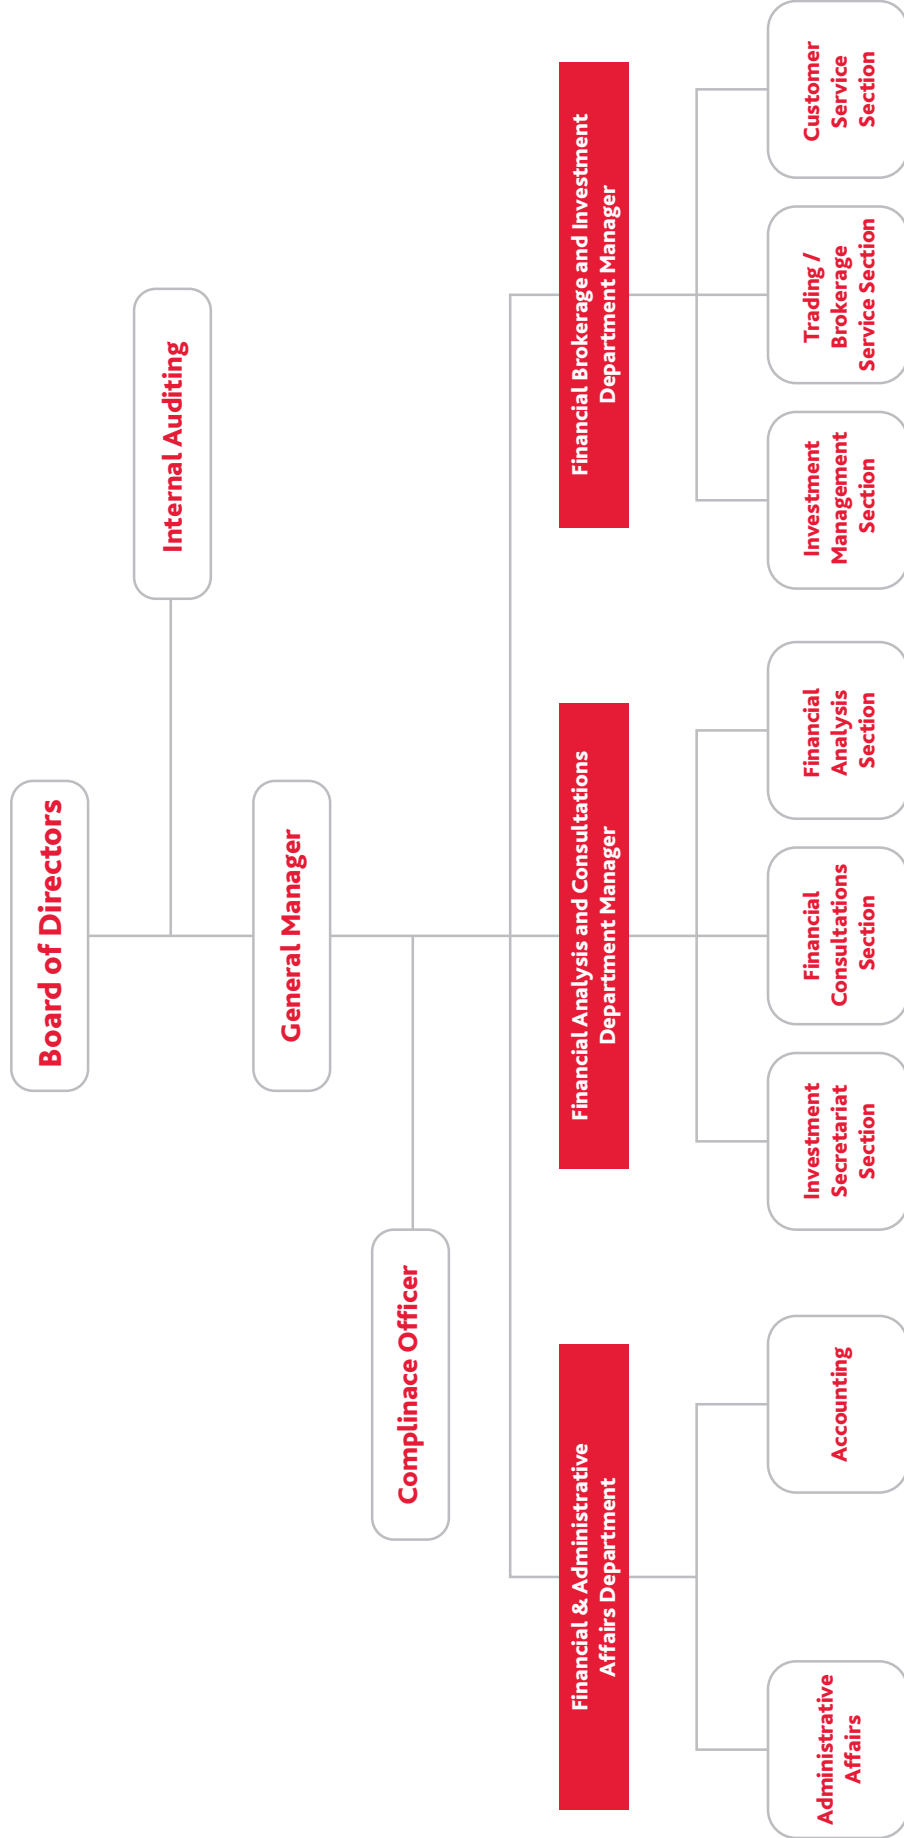 Board of Directors
Internal Auditing
General Manager
Complinace Officer
Financial & Administrative
Affairs Department
Financial Analysis and Consultations
Department Manager
Financial Brokerage and Investment
Department Manager
Administrative
Affairs
Accounting
Investment
Secretariat
Section
Financial
Consultations
Section
Financial
Analysis
Section
Investment
Management
Section
Trading /
Brokerage
Service Section
Customer
Service
Section